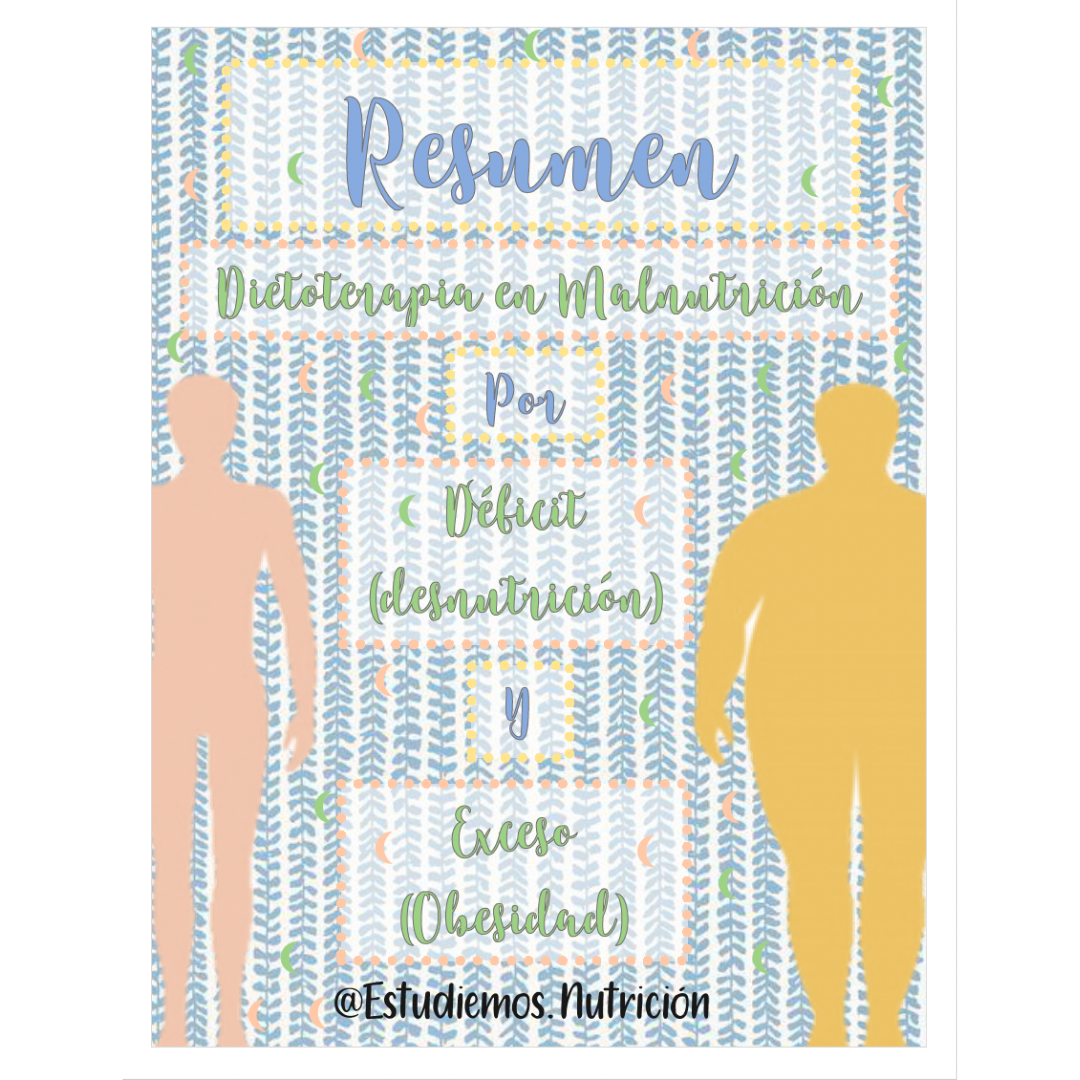 Resumen
Dietoterapia en Malnutrición
Por
Déficit
(desnutrición)
Y
Exceso
(Obesidad)
@Estudiemos.Nutrición